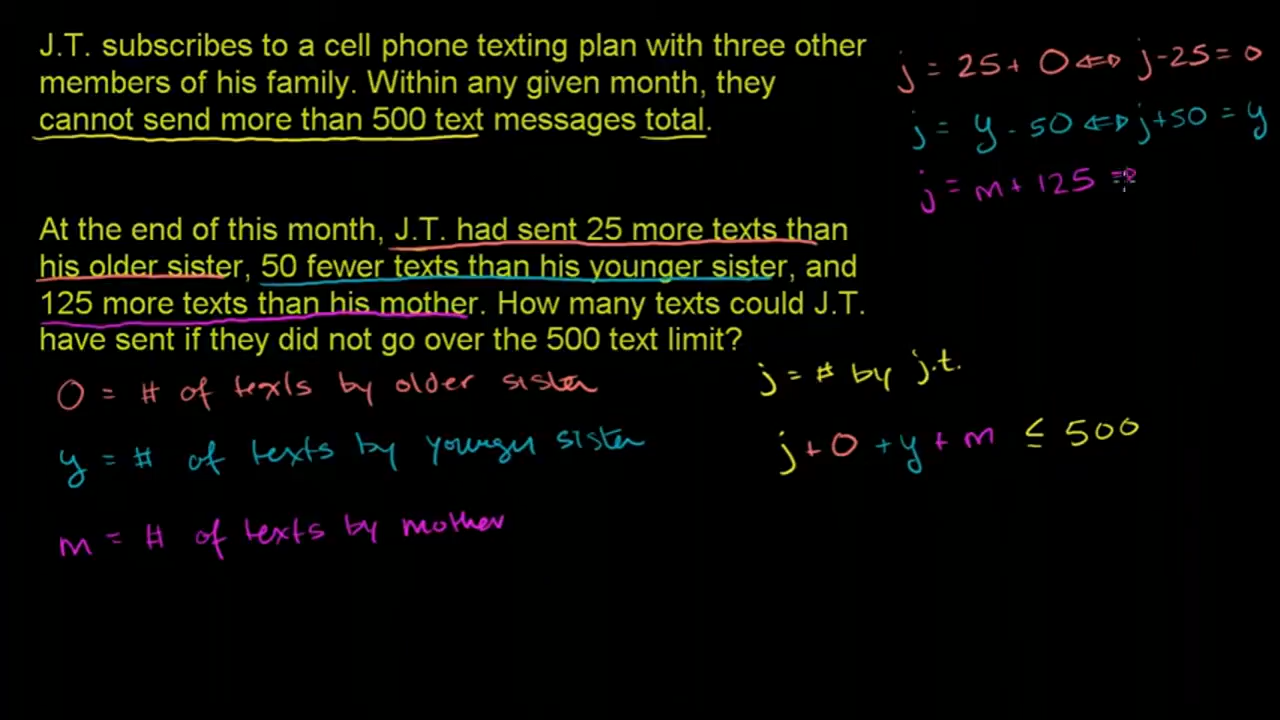 J.T. subscribes to a cell phone texting plan with three other
members of his family. Within any given month, they
cannot send more than 500 text messages total.
j = 25 + O ⇔ j - 25 = O
j = y - 50 ⇔ j + 50 = y
j = m + 125 =
At the end of this month, J.T. had sent 25 more texts than
his older sister, 50 fewer texts than his younger sister, and
125 more texts than his mother. How many texts could J.T.
have sent if they did not go over the 500 text limit?
O = # of texts by older sister
j = # by j.t.
y = # of texts by younger sister
j + O + y + m ≤ 500
m = # of texts by mother